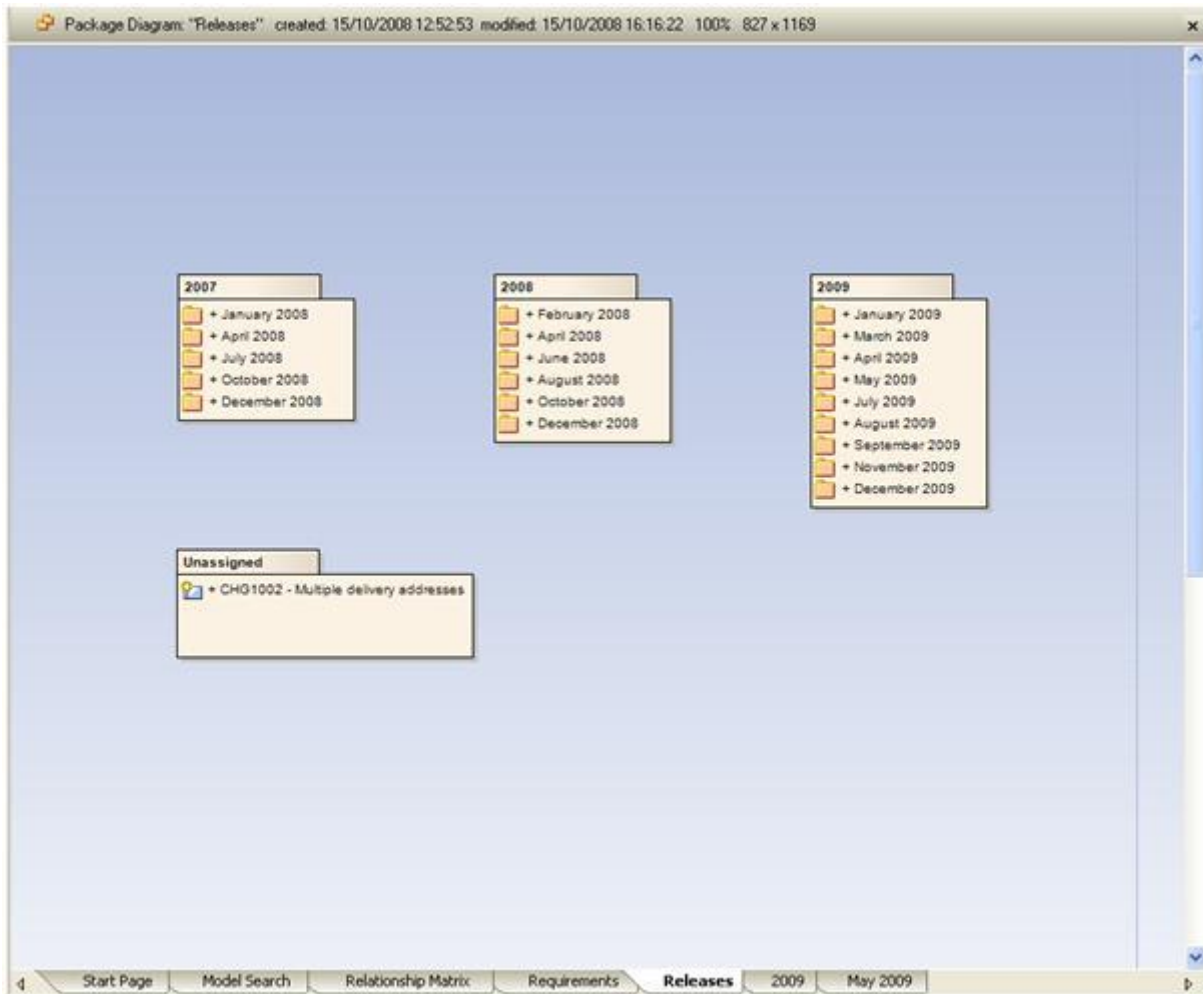 Package Diagram: "Releases" created: 15/10/2008 12:52:53 modified: 15/10/2008 16:16:22 100% 827 x 1169
2007
+ January 2008
+ April 2008
+ July 2008
+ October 2008
+ December 2008
2008
+ February 2008
+ April 2008
+ June 2008
+ August 2008
+ October 2008
+ December 2008
2009
+ January 2009
+ March 2009
+ April 2009
+ May 2009
+ July 2009
+ August 2009
+ September 2009
+ November 2009
+ December 2009
Unassigned
+ CHG1002 - Multiple delivery addresses
Start Page Model Search Relationship Matrix Requirements Releases 2009 May 2009